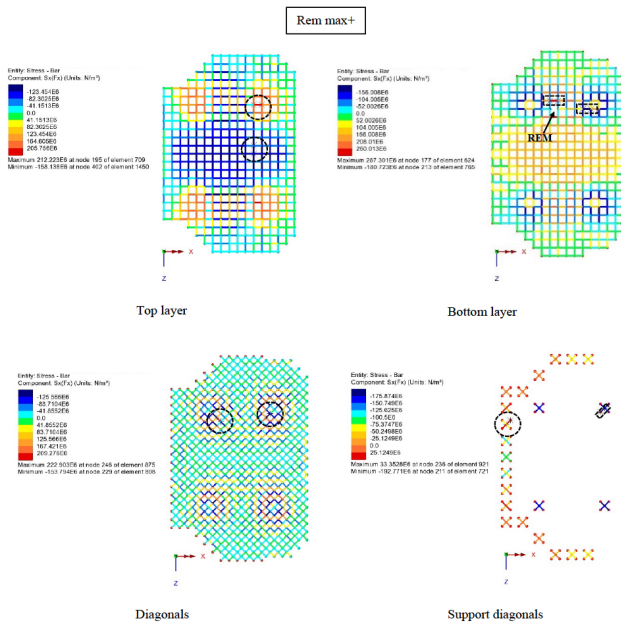 Rem max+
Entity: Stress - Bar
Component: Sx(Fx) (Units: N/m²)
-123.454E6
-82.3025E6
-41.1513E6
0.0
41.1513E6
82.3025E6
123.454E6
164.605E6
205.756E6
Maximum 212.223E6 at node 195 of element 709
Minimum -158.138E6 at node 402 of element 1450
X
Z
Top layer
Entity: Stress - Bar
Component: Sx(Fx) (Units: N/m²)
-156.008E6
-104.005E6
-52.0026E6
0.0
52.0026E6
104.005E6
156.008E6
208.01E6
260.013E6
Maximum 287.301E6 at node 177 of element 624
Minimum -180.723E6 at node 213 of element 765
REM
X
Z
Bottom layer
Entity: Stress - Bar
Component: Sx(Fx) (Units: N/m²)
-125.566E6
-83.7104E6
-41.8552E6
0.0
41.8552E6
83.7104E6
125.566E6
167.421E6
209.276E6
Maximum 222.903E6 at node 246 of element 875
Minimum -153.794E6 at node 229 of element 808
X
Z
Diagonals
Entity: Stress - Bar
Component: Sx(Fx) (Units: N/m²)
-175.874E6
-150.749E6
-125.625E6
-100.5E6
-75.3747E6
-50.2498E6
-25.1249E6
0.0
25.1249E6
Maximum 33.3528E6 at node 236 of element 921
Minimum -192.771E6 at node 211 of element 721
X
Z
Support diagonals